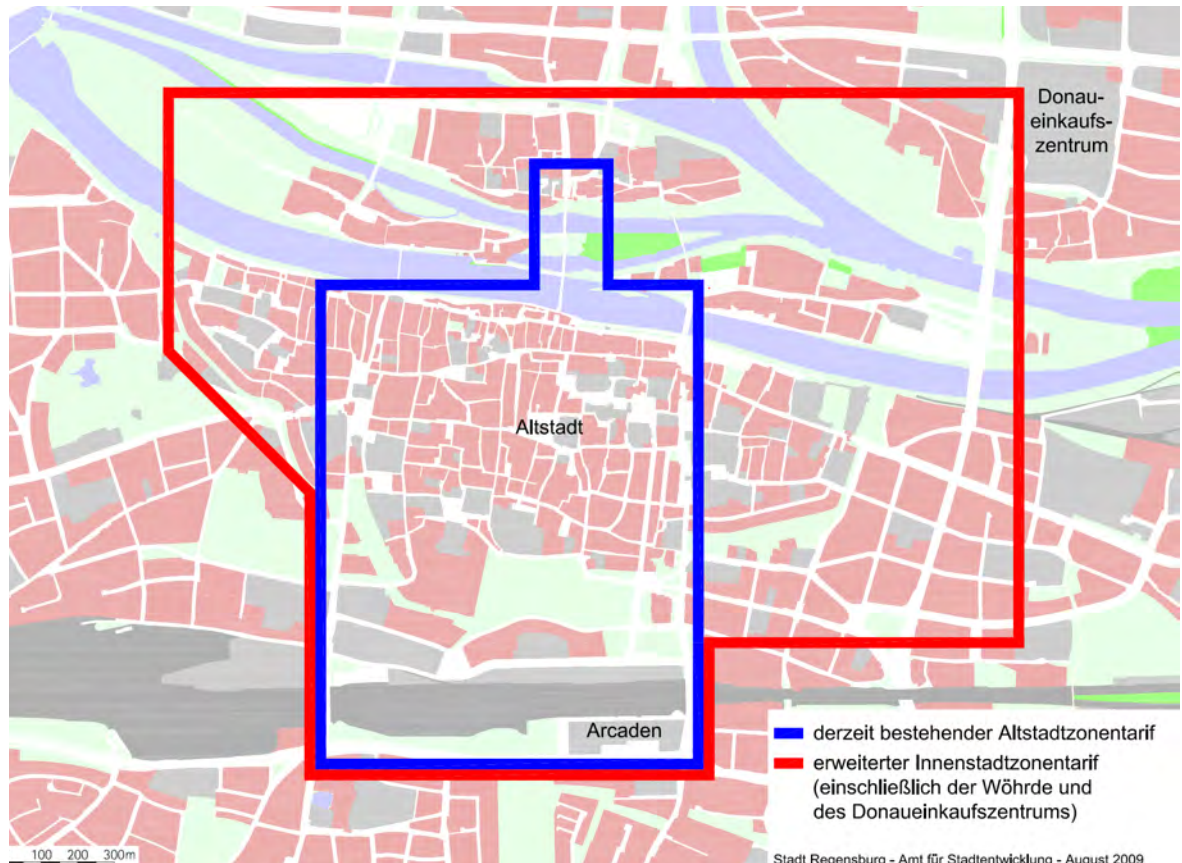 Donau-
einkaufs-
zentrum
Altstadt
Arcaden
derzeit bestehender Altstadtzonentarif
erweiterter Innenstadtzonentarif
(einschließlich der Wöhrde und
des Donaueinkaufszentrums)
100 200 300m
Stadt Regensburg - Amt für Stadtentwicklung - August 2009